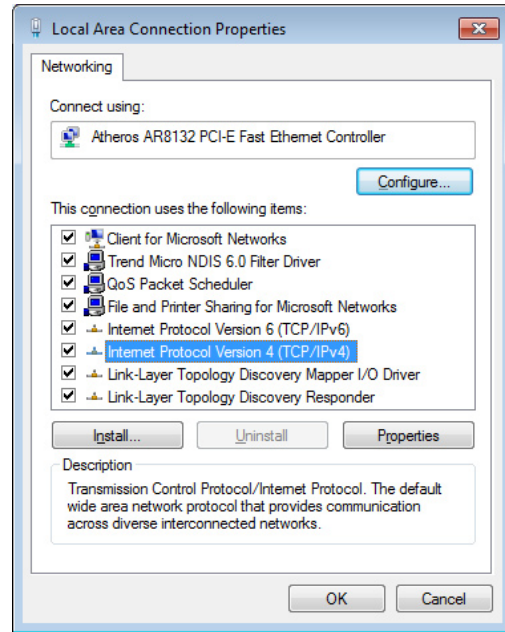 Local Area Connection Properties
Networking
Connect using:
Atheros AR8132 PCI-E Fast Ethernet Controller
Configure...
This connection uses the following items:
Client for Microsoft Networks
Trend Micro NDIS 6.0 Filter Driver
QoS Packet Scheduler
File and Printer Sharing for Microsoft Networks
Internet Protocol Version 6 (TCP/IPv6)
Internet Protocol Version 4 (TCP/IPv4)
Link-Layer Topology Discovery Mapper I/O Driver
Link-Layer Topology Discovery Responder
Install... Uninstall Properties
Description
Transmission Control Protocol/Internet Protocol. The default
wide area network protocol that provides communication
across diverse interconnected networks.
OK Cancel